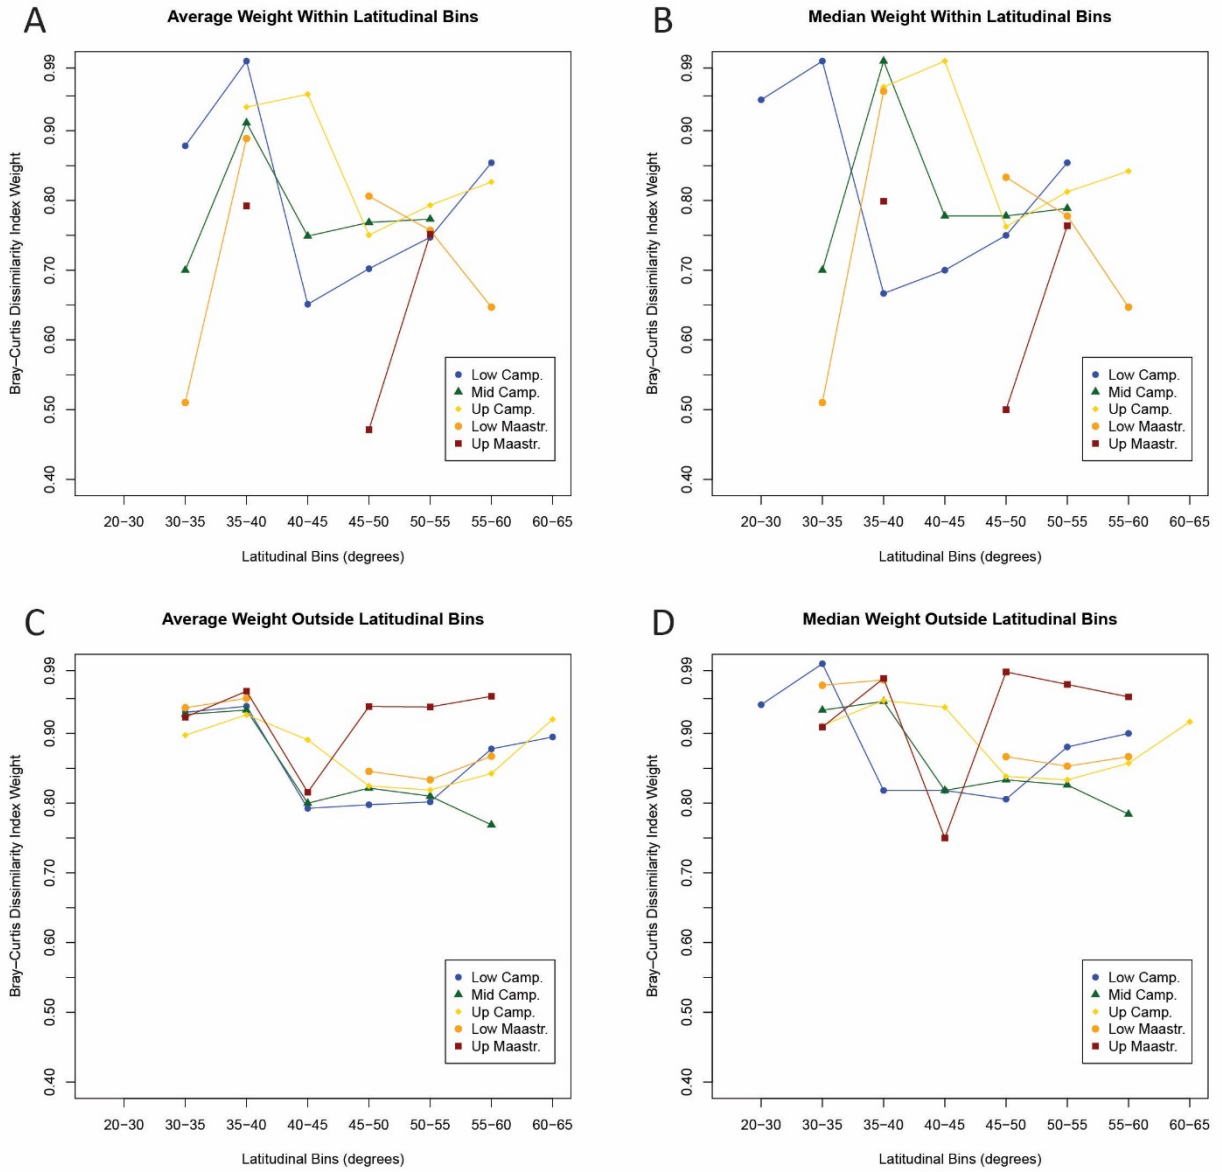 A
Average Weight Within Latitudinal Bins
Bray–Curtis Dissimilarity Index Weight
0.99
0.90
0.80
0.70
0.60
0.50
0.40
Low Camp.
Mid Camp.
Up Camp.
Low Maastr.
Up Maastr.
20–30 30–35 35–40 40–45 45–50 50–55 55–60 60–65
Latitudinal Bins (degrees)
B
Median Weight Within Latitudinal Bins
Bray–Curtis Dissimilarity Index Weight
0.99
0.90
0.80
0.70
0.60
0.50
0.40
Low Camp.
Mid Camp.
Up Camp.
Low Maastr.
Up Maastr.
20–30 30–35 35–40 40–45 45–50 50–55 55–60 60–65
Latitudinal Bins (degrees)
C
Average Weight Outside Latitudinal Bins
Bray–Curtis Dissimilarity Index Weight
0.99
0.90
0.80
0.70
0.60
0.50
0.40
Low Camp.
Mid Camp.
Up Camp.
Low Maastr.
Up Maastr.
20–30 30–35 35–40 40–45 45–50 50–55 55–60 60–65
Latitudinal Bins (degrees)
D
Median Weight Outside Latitudinal Bins
Bray–Curtis Dissimilarity Index Weight
0.99
0.90
0.80
0.70
0.60
0.50
0.40
Low Camp.
Mid Camp.
Up Camp.
Low Maastr.
Up Maastr.
20–30 30–35 35–40 40–45 45–50 50–55 55–60 60–65
Latitudinal Bins (degrees)